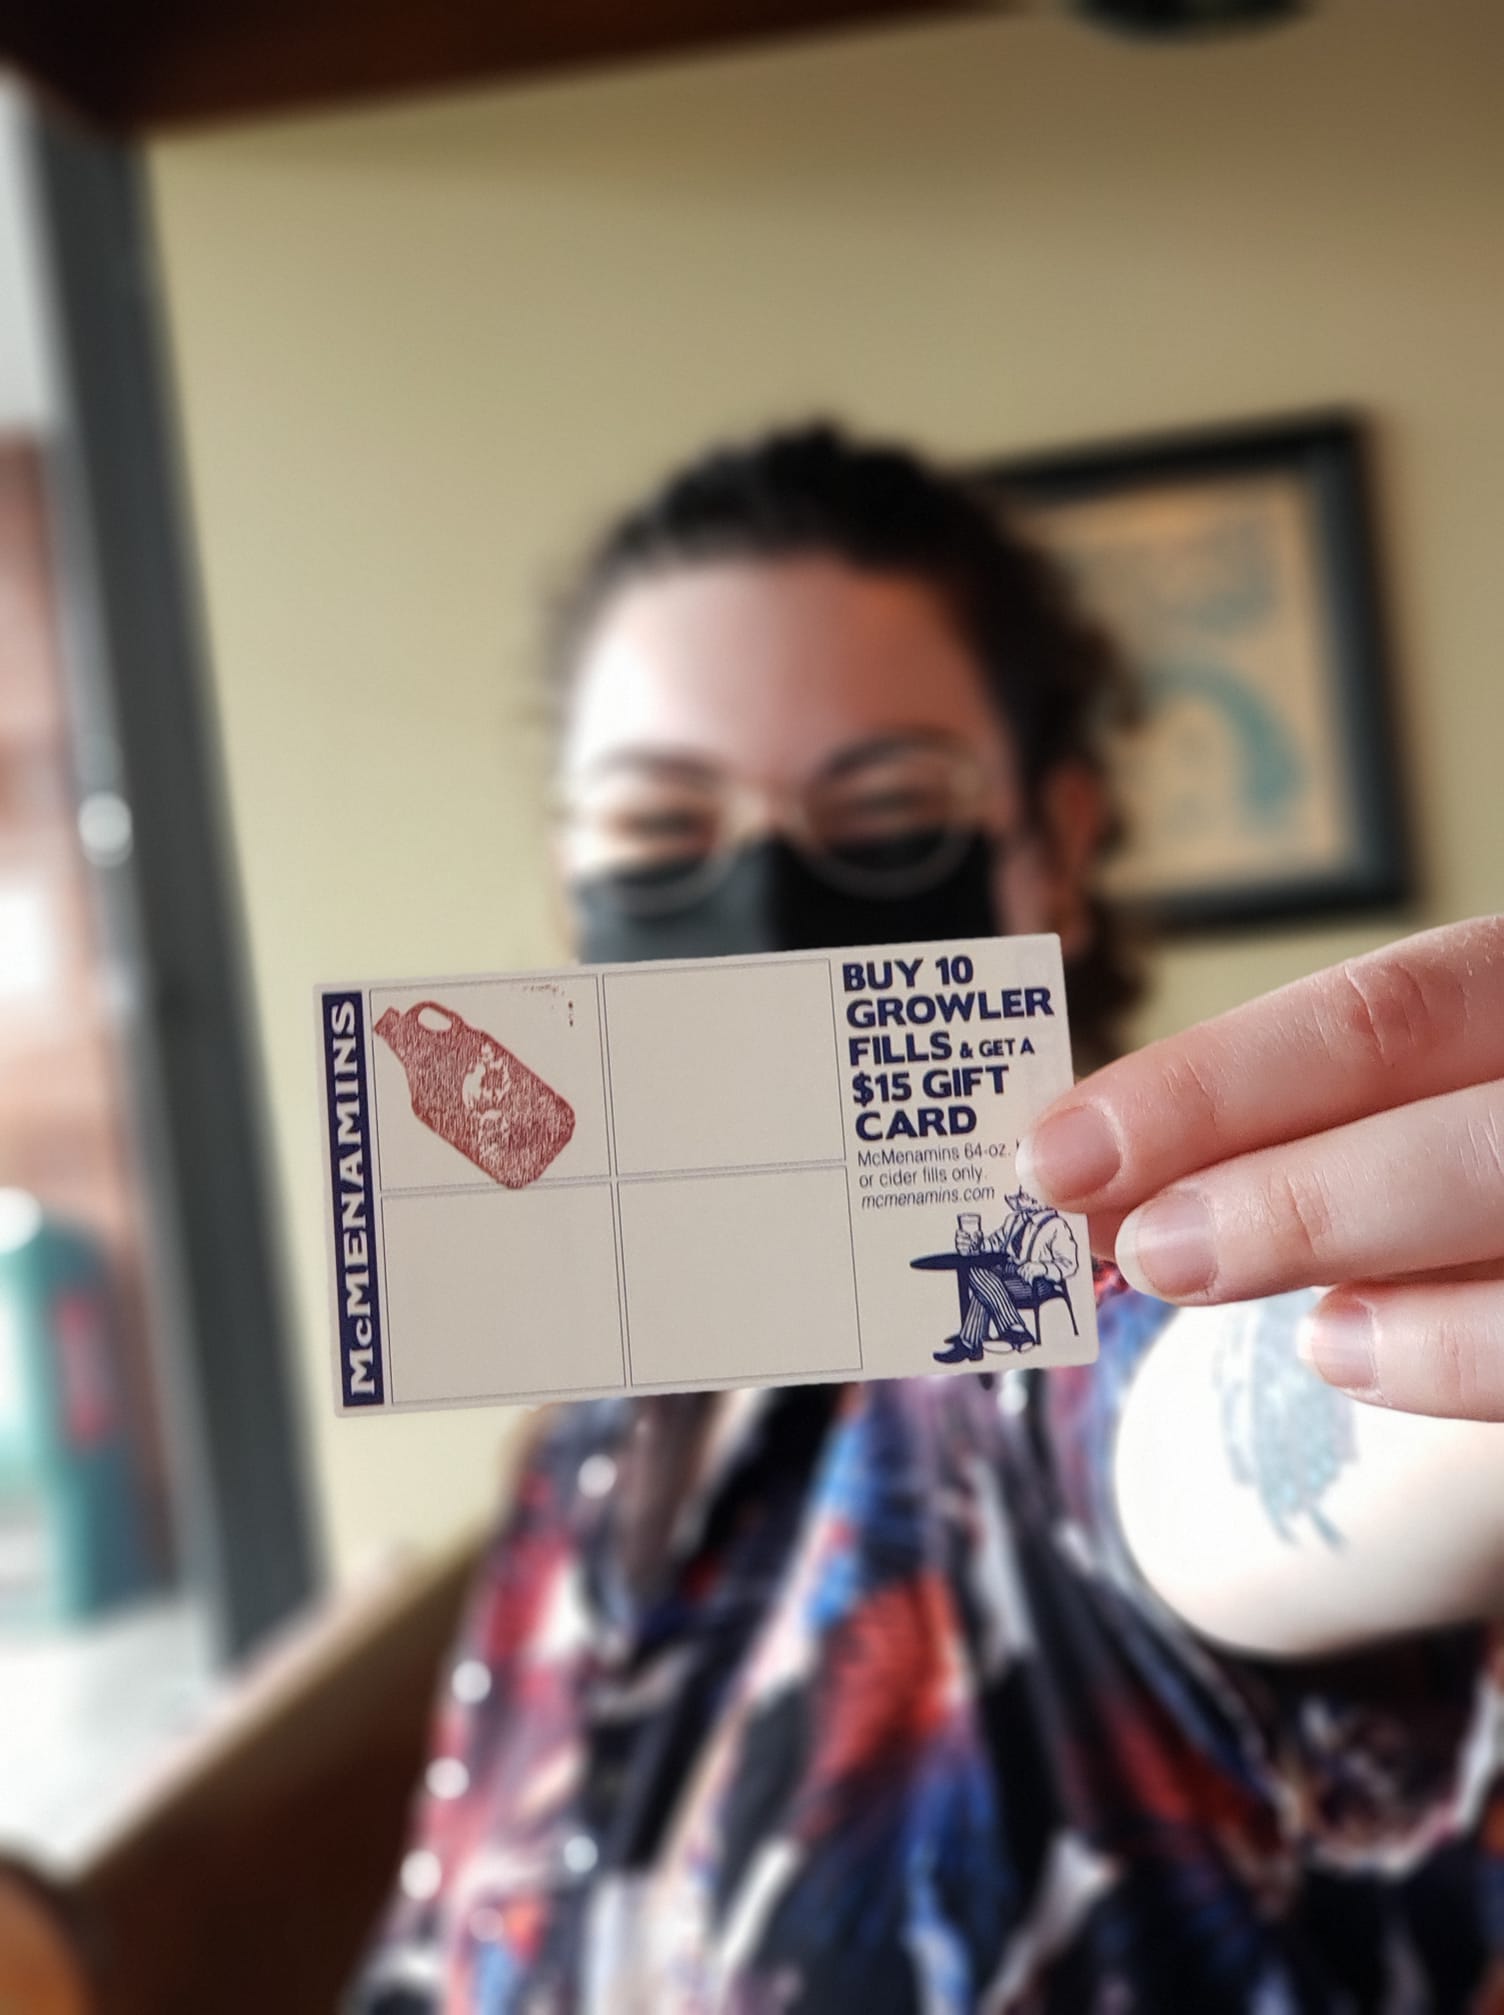 McMENAMINS
BUY 10
GROWLER
FILLS & GET A
$15 GIFT
CARD
McMenamins 64-oz.
or cider fills only.
mcmenamins.com